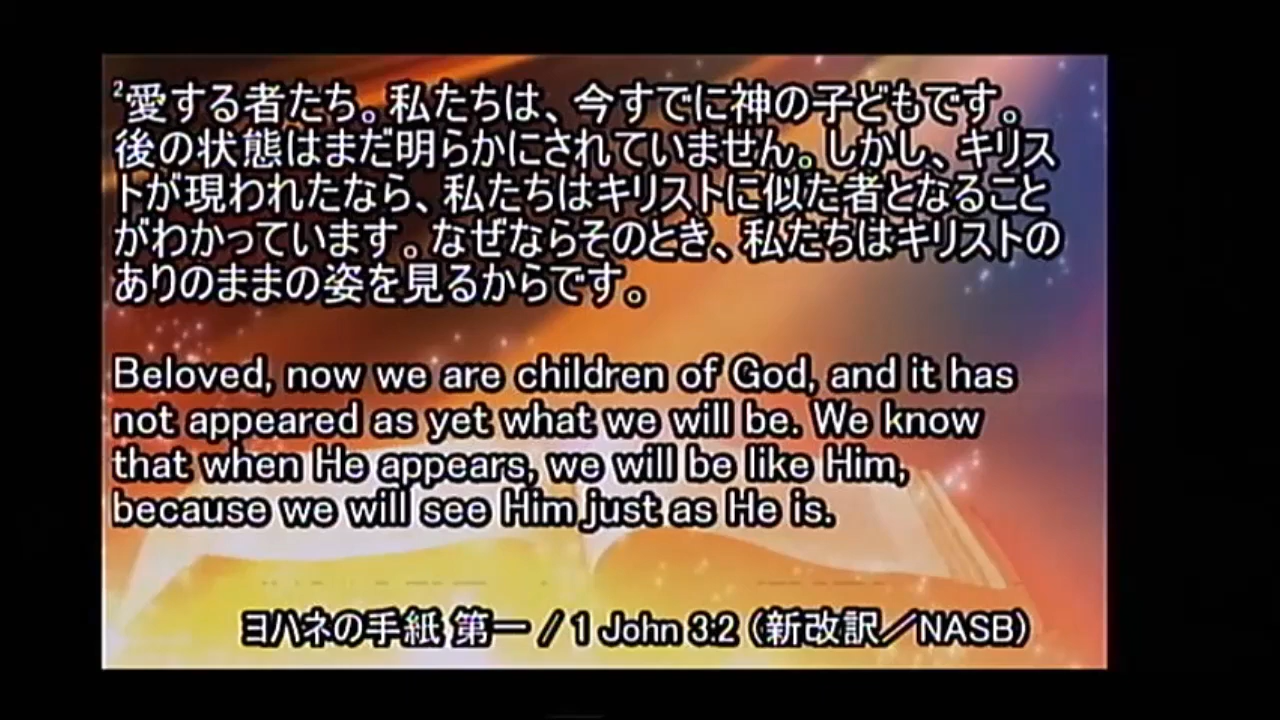 ²愛する者たち。私たちは、今すでに神の子どもです。
後の状態はまだ明らかにされていません。しかし、キリス
トが現われたなら、私たちはキリストに似た者となること
がわかっています。なぜならそのとき、私たちはキリストの
ありのままの姿を見るからです。
Beloved, now we are children of God, and it has
not appeared as yet what we will be. We know
that when He appears, we will be like Him,
because we will see Him just as He is.
ヨハネの手紙 第一 / 1 John 3:2 (新改訳／NASB)